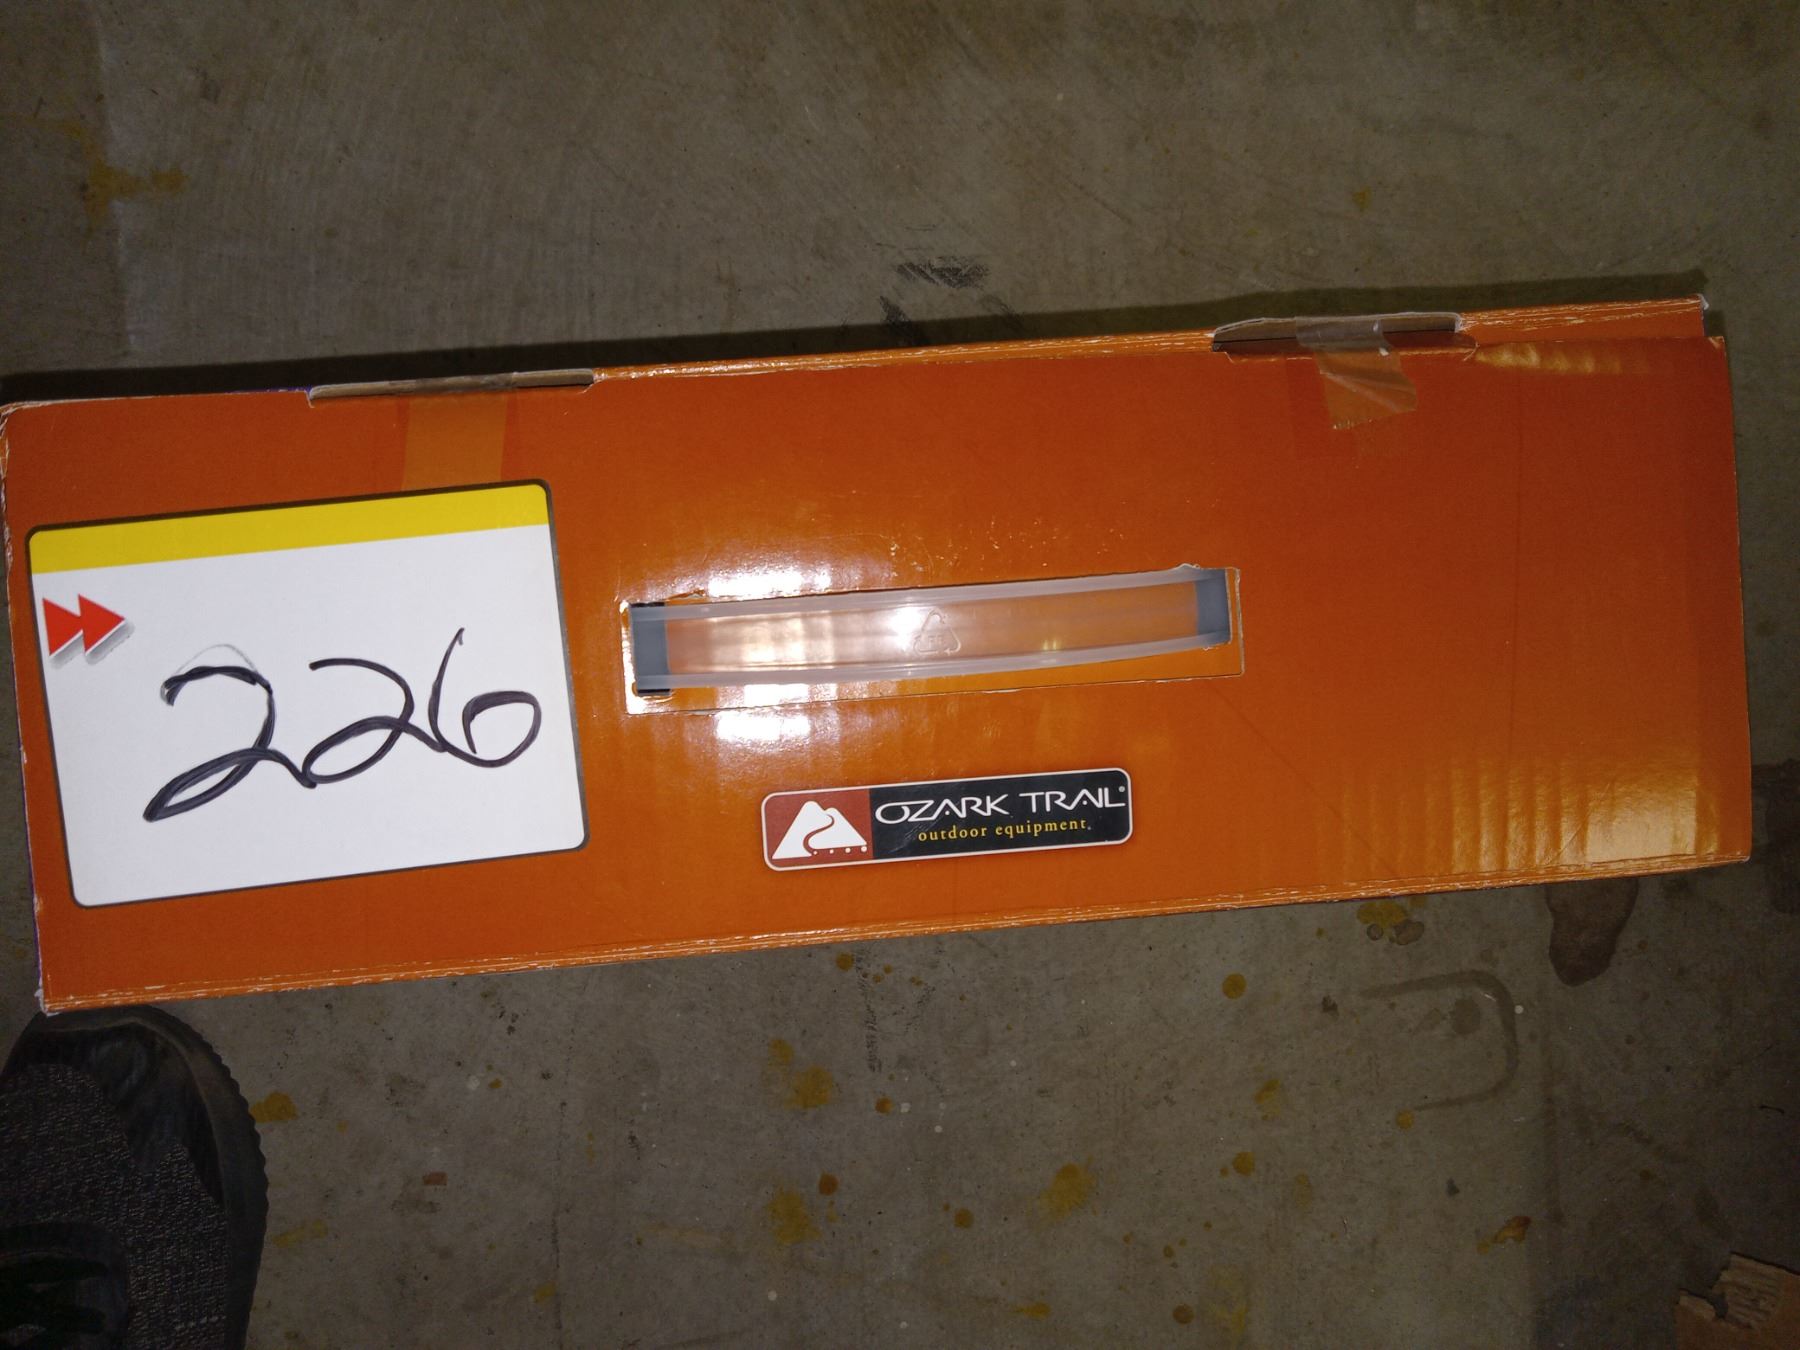 226
OZARK TRAIL®
outdoor equipment®